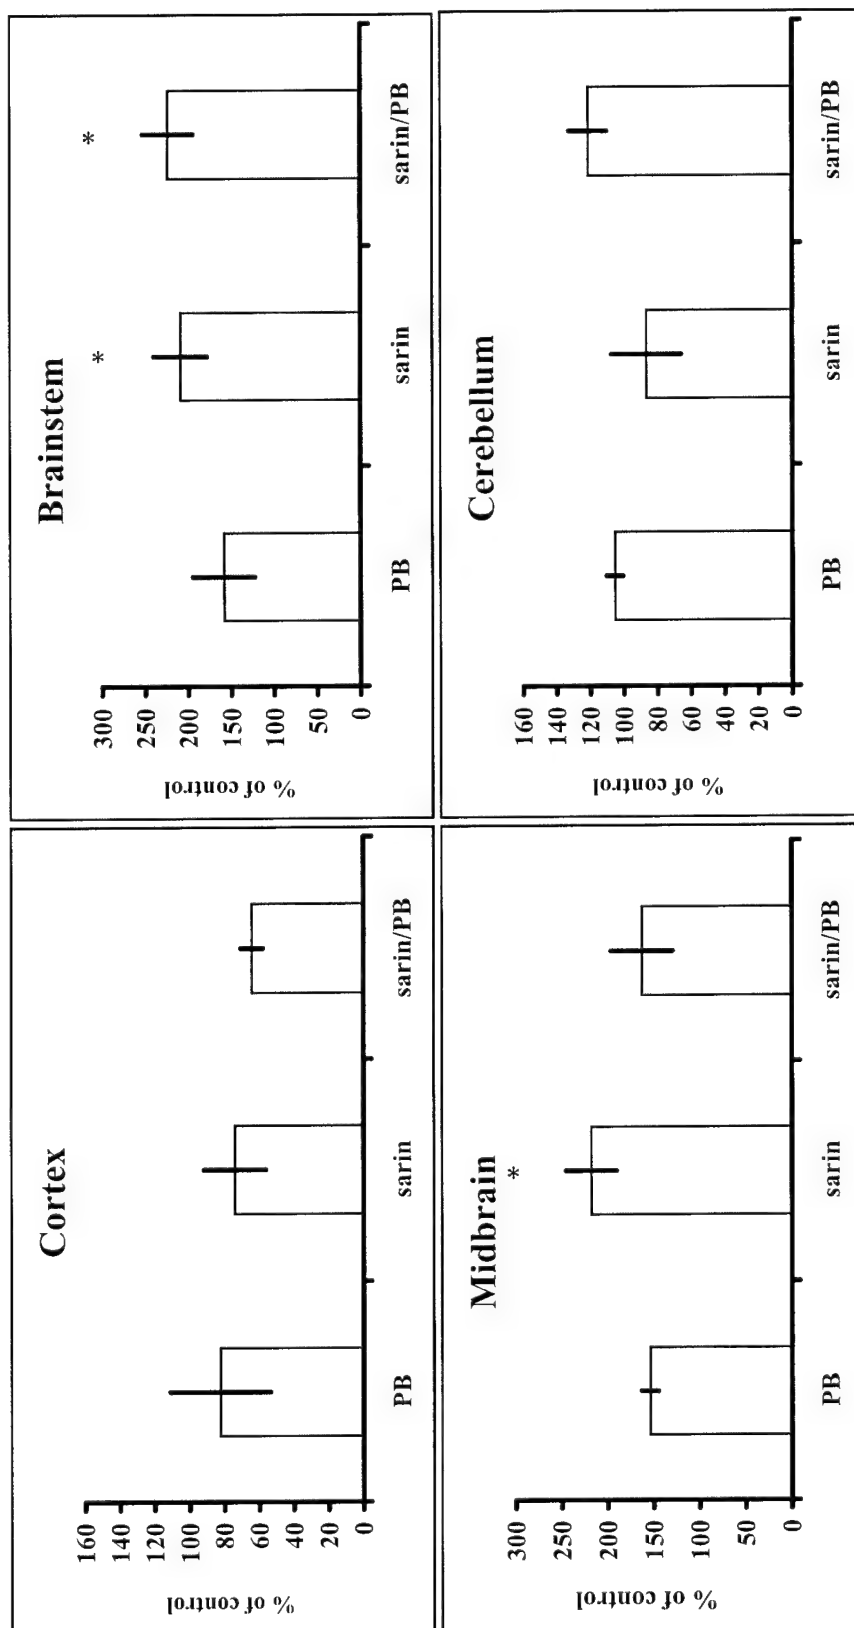 Cortex
% of control
160
140
120
100
80
60
40
20
0
PB
sarin
sarin/PB
Brainstem
% of control
300
250
200
150
100
50
0
*
*
PB
sarin
sarin/PB
Midbrain
% of control
300
250
200
150
100
50
0
*
PB
sarin
sarin/PB
Cerebellum
% of control
160
140
120
100
80
60
40
20
0
PB
sarin
sarin/PB